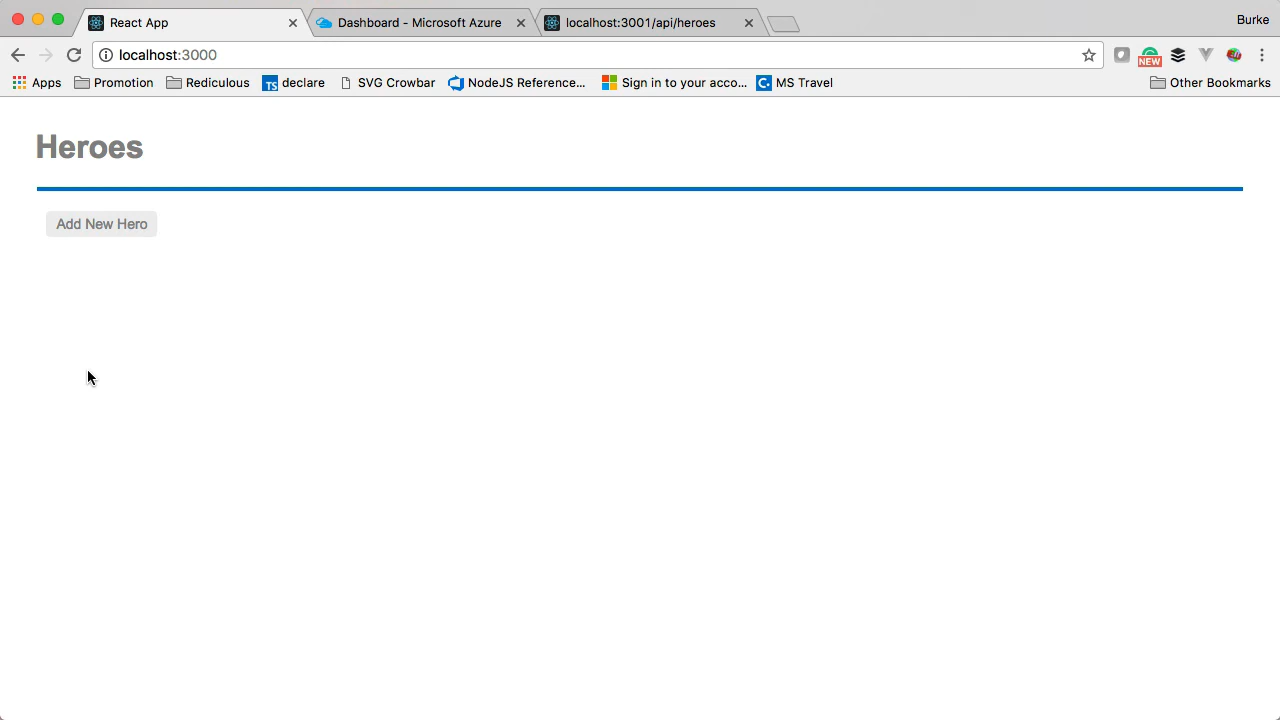 React App
Dashboard - Microsoft Azure
localhost:3001/api/heroes
Burke
localhost:3000
NEW
Apps
Promotion
Rediculous
TS
declare
SVG Crowbar
NodeJS Reference...
Sign in to your acco...
MS Travel
Other Bookmarks
Heroes
Add New Hero